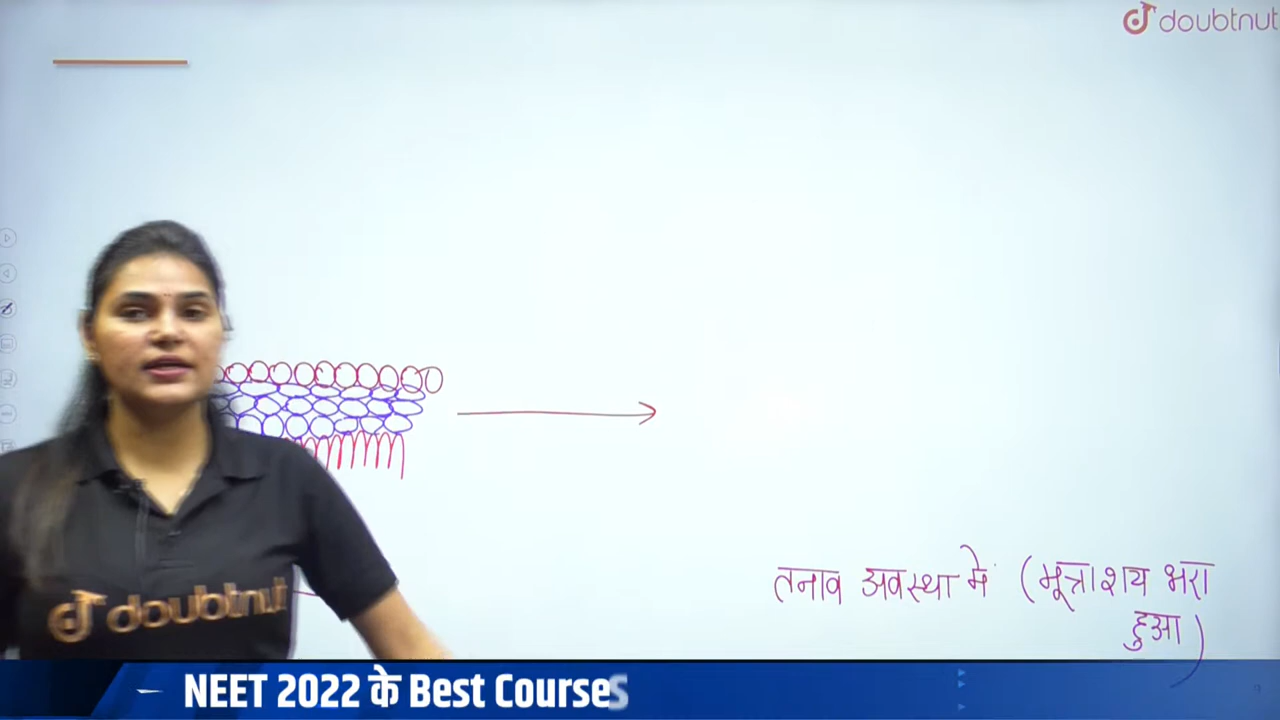 doubtnut
तनाव अवस्था में (मूत्राशय भरा
हुआ)
doubtnut
NEET 2022 के Best Courses